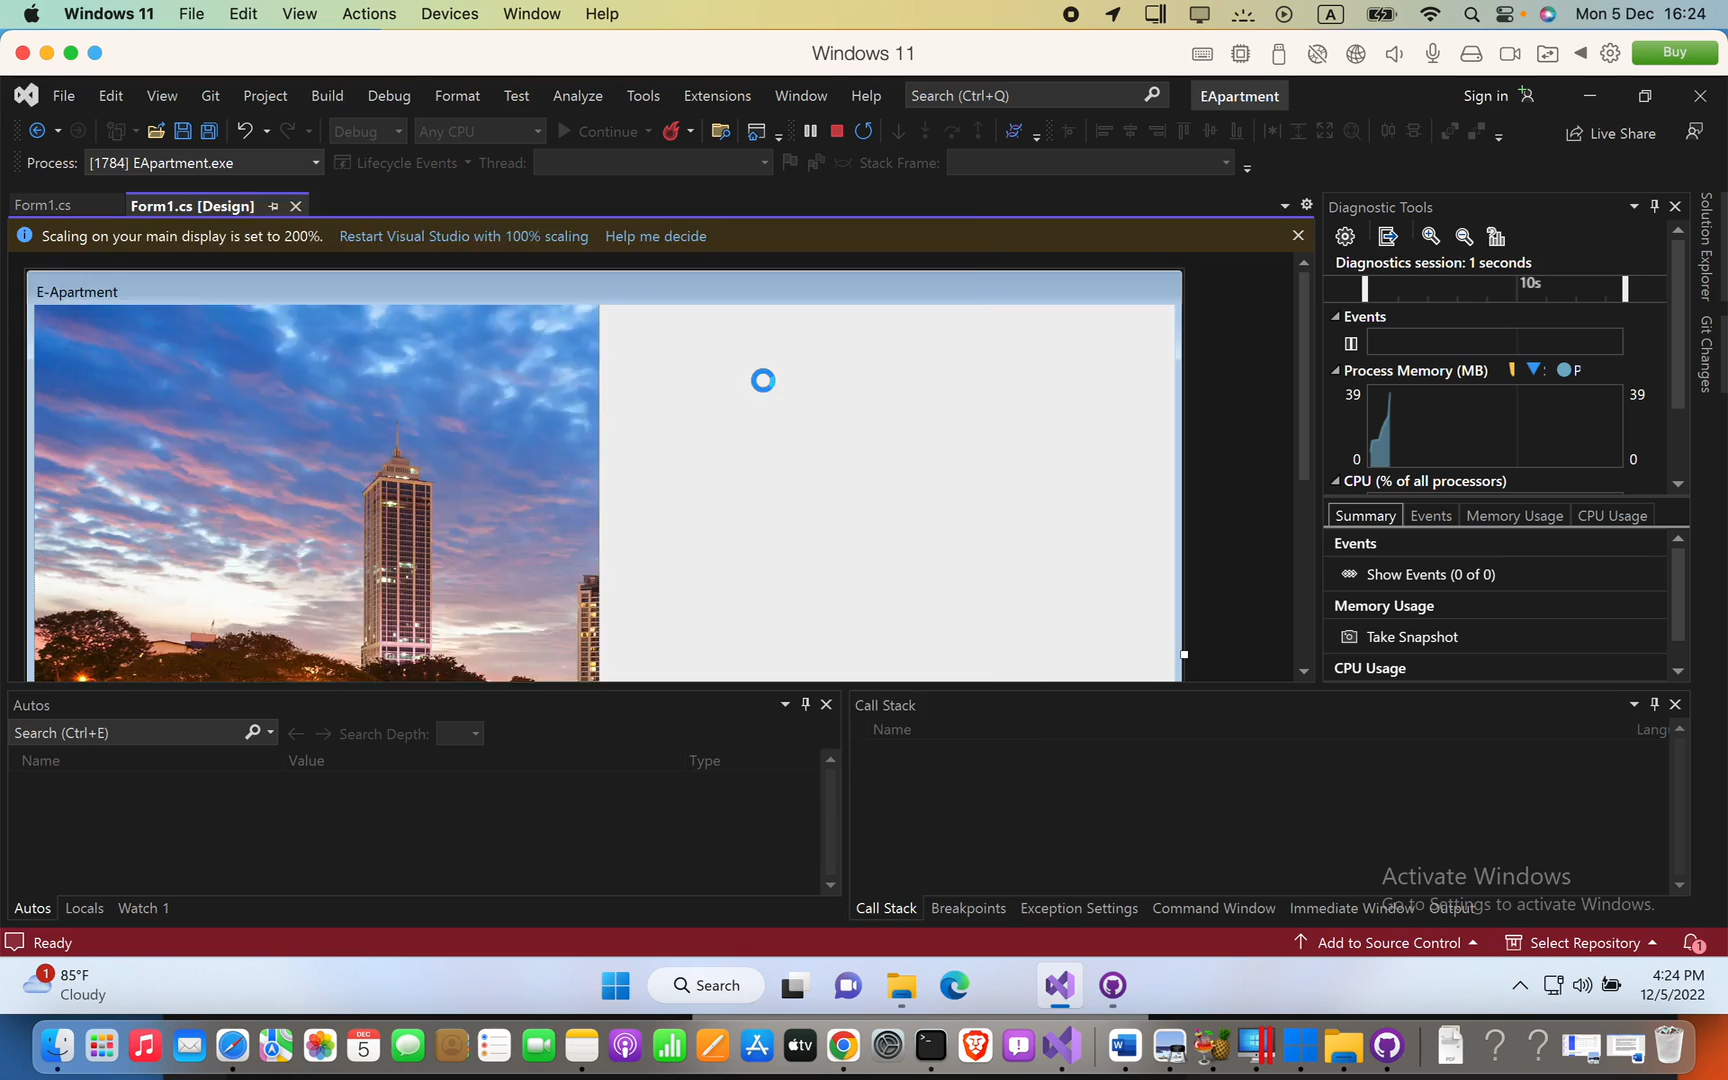 Windows 11 File Edit View Actions Devices Window Help A Mon 5 Dec 16:24
Windows 11 Buy
File Edit View Git Project Build Debug Format Test Analyze Tools Extensions Window Help Search (Ctrl+Q) EApartment Sign in
Debug Any CPU Continue Live Share
Process: [1784] EApartment.exe Lifecycle Events Thread: Stack Frame:
Form1.cs Form1.cs [Design]
Scaling on your main display is set to 200%. Restart Visual Studio with 100% scaling Help me decide
E-Apartment
Diagnostic Tools
Diagnostics session: 1 seconds
10s
Events
Process Memory (MB) P
39 39
0 0
CPU (% of all processors)
Summary Events Memory Usage CPU Usage
Events
Show Events (0 of 0)
Memory Usage
Take Snapshot
CPU Usage
Solution Explorer
Git Changes
Autos
Search (Ctrl+E) Search Depth:
Name Value Type
Autos Locals Watch 1
Call Stack
Name Langu
Call Stack Breakpoints Exception Settings Command Window Immediate Window Output
Activate Windows
Go to Settings to activate Windows.
Ready Add to Source Control Select Repository 1
1 85°F
Cloudy
Search
4:24 PM
12/5/2022
DEC
5
tv
PDF